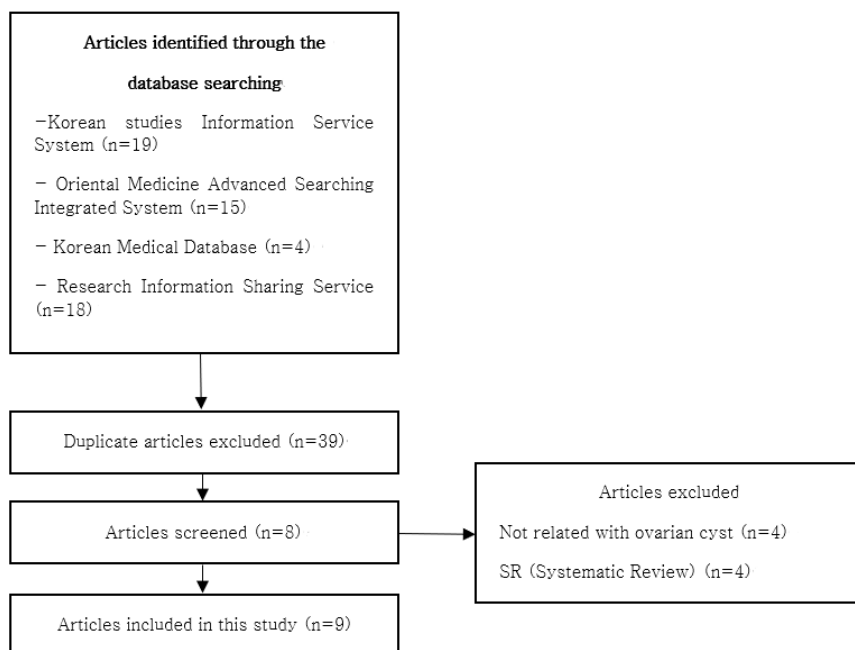 Articles identified through the
database searching
-Korean studies Information Service
System (n=19)
- Oriental Medicine Advanced Searching
Integrated System (n=15)
- Korean Medical Database (n=4)
- Research Information Sharing Service
(n=18)
Duplicate articles excluded (n=39)
Articles screened (n=8)
Articles excluded
Not related with ovarian cyst (n=4)
SR (Systematic Review) (n=4)
Articles included in this study (n=9)